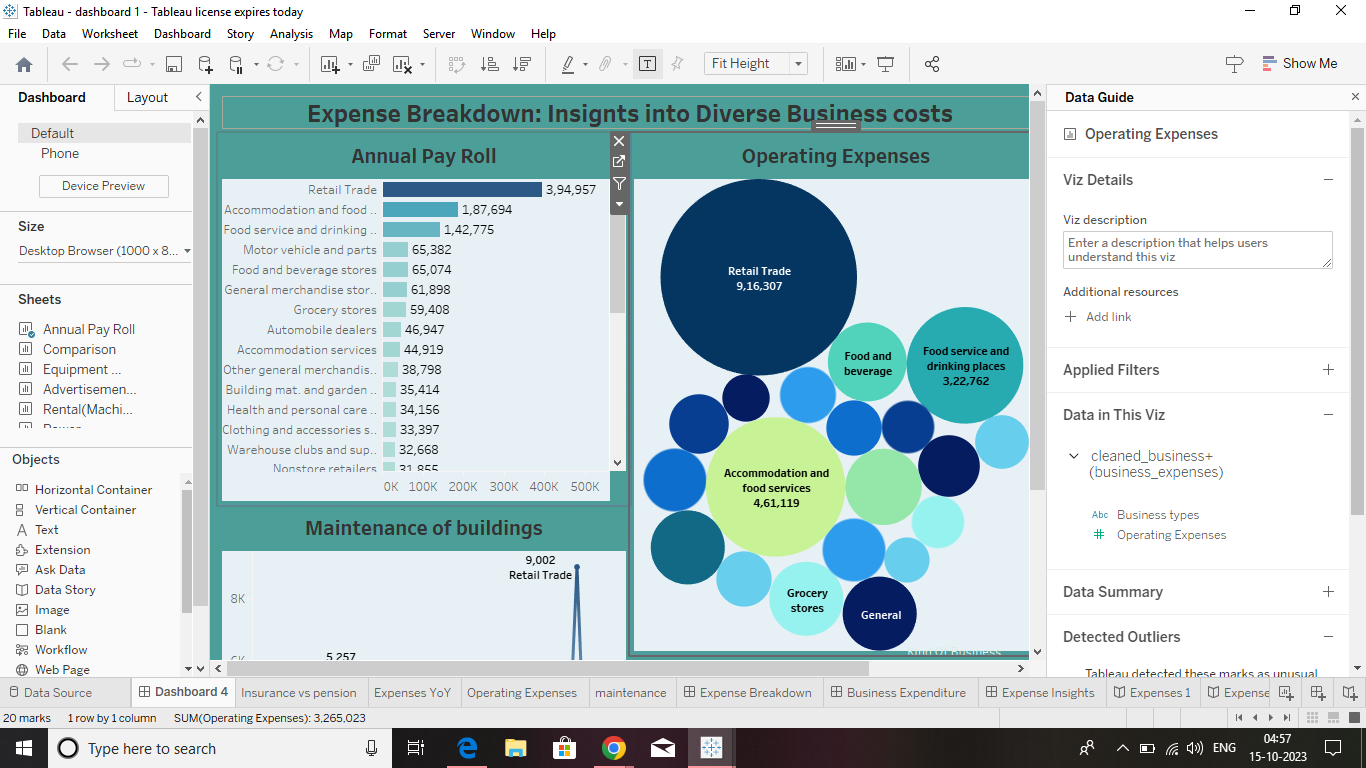 Tableau - dashboard 1 - Tableau license expires today
File Data Worksheet Dashboard Story Analysis Map Format Server Window Help
Fit Height
Show Me
Dashboard Layout
Default
Phone
Device Preview
Size
Desktop Browser (1000 x 8...
Sheets
Annual Pay Roll
Comparison
Equipment ...
Advertisemen...
Rental(Machi...
Objects
Horizontal Container
Vertical Container
Text
Extension
Ask Data
Data Story
Image
Blank
Workflow
Web Page
Expense Breakdown: Insignts into Diverse Business costs
Annual Pay Roll
Retail Trade 3,94,957
Accommodation and food .. 1,87,694
Food service and drinking .. 1,42,775
Motor vehicle and parts 65,382
Food and beverage stores 65,074
General merchandise stor.. 61,898
Grocery stores 59,408
Automobile dealers 46,947
Accommodation services 44,919
Other general merchandis.. 38,798
Building mat. and garden .. 35,414
Health and personal care .. 34,156
Clothing and accessories s.. 33,397
Warehouse clubs and sup.. 32,668
Nonstore retailers 31,855
0K 100K 200K 300K 400K 500K
Maintenance of buildings
9,002
Retail Trade
8K
6K
5,257
Operating Expenses
Retail Trade
9,16,307
Food and
beverage
Food service and
drinking places
3,22,762
Accommodation and
food services
4,61,119
Grocery
stores
General
Kind Of Business
Data Guide
Operating Expenses
Viz Details
Viz description
Enter a description that helps users
understand this viz
Additional resources
Add link
Applied Filters
Data in This Viz
cleaned_business+
(business_expenses)
Abc Business types
# Operating Expenses
Data Summary
Detected Outliers
Tableau detected these marks as unusual
Data Source Dashboard 4 Insurance vs pension Expenses YoY Operating Expenses maintenance Expense Breakdown Business Expenditure Expense Insights Expenses 1 Expense
20 marks 1 row by 1 column SUM(Operating Expenses): 3,265,023
Type here to search
ENG
04:57
15-10-2023